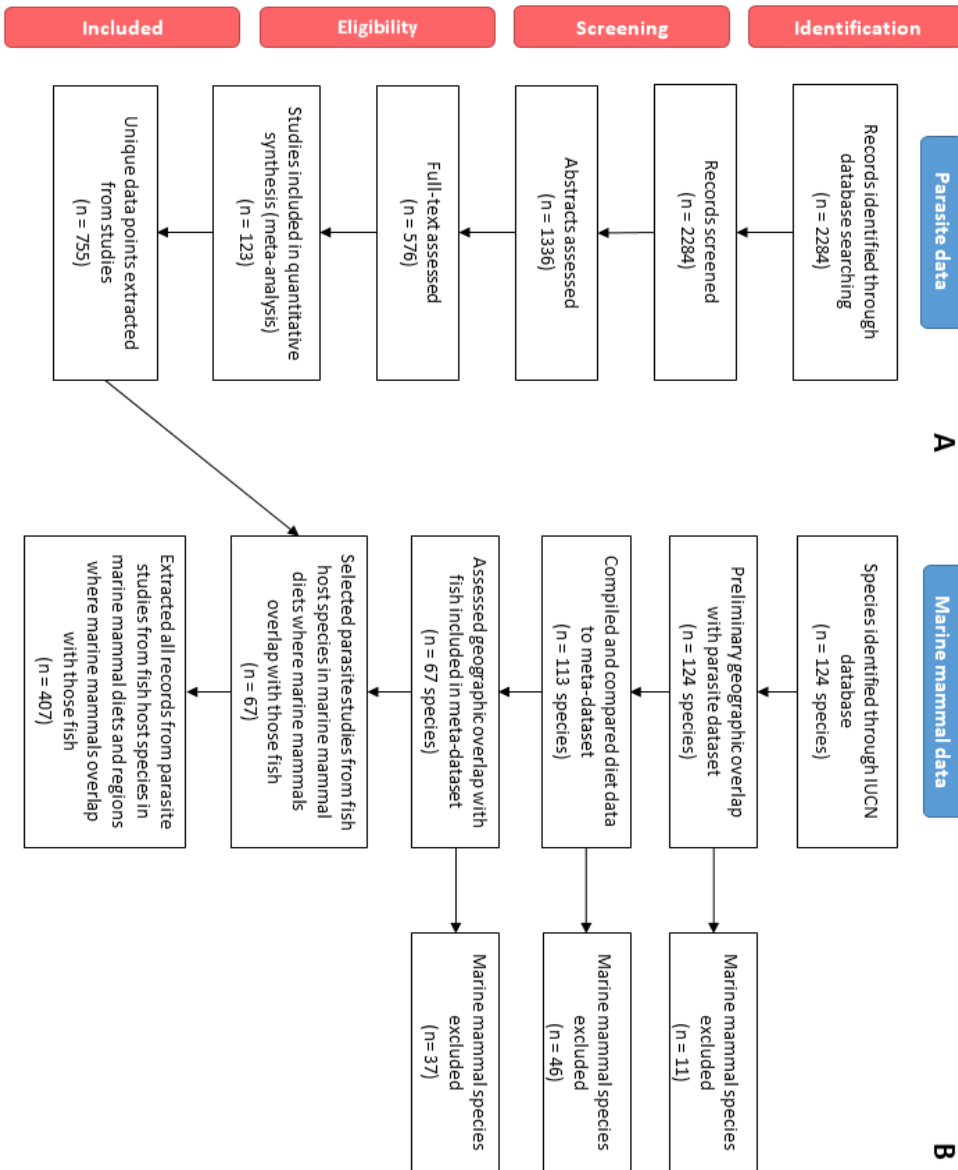 Identification
Screening
Eligibility
Included
Parasite data
A
Records identified through
database searching
(n = 2284)
Records screened
(n = 2284)
Abstracts assessed
(n = 1336)
Full-text assessed
(n = 576)
Studies included in quantitative
synthesis (meta-analysis)
(n = 123)
Unique data points extracted
from studies
(n = 755)
Marine mammal data
B
Species identified through IUCN
database
(n = 124 species)
Preliminary geographic overlap
with parasite dataset
(n = 124 species)
Marine mammal species
excluded
(n = 11)
Compiled and compared diet data
to meta-dataset
(n = 113 species)
Marine mammal species
excluded
(n = 46)
Assessed geographic overlap with
fish included in meta-dataset
(n = 67 species)
Marine mammal species
excluded
(n = 37)
Selected parasite studies from fish
host species in marine mammal
diets where marine mammals
overlap with those fish
(n = 67)
Extracted all records from parasite
studies from fish host species in
marine mammal diets and regions
where marine mammals overlap
with those fish
(n = 407)